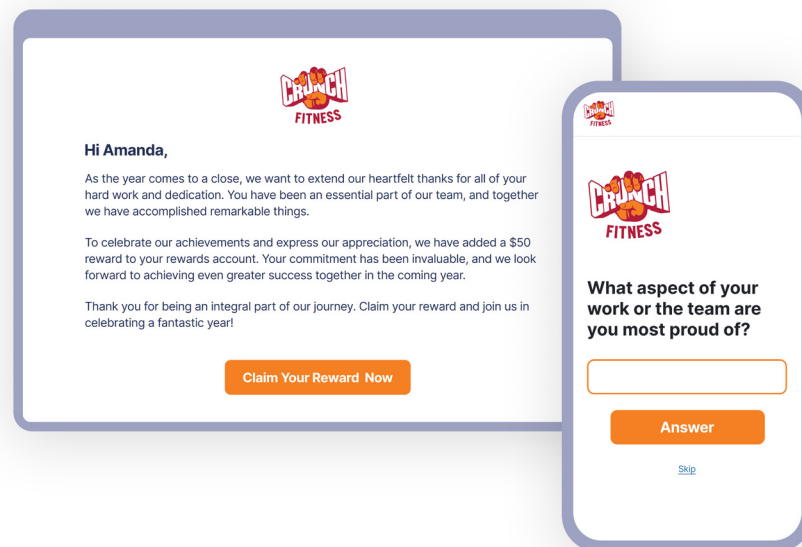 CRUNCH
FITNESS
Hi Amanda,
As the year comes to a close, we want to extend our heartfelt thanks for all of your
hard work and dedication. You have been an essential part of our team, and together
we have accomplished remarkable things.
To celebrate our achievements and express our appreciation, we have added a $50
reward to your rewards account. Your commitment has been invaluable, and we look
forward to achieving even greater success together in the coming year.
Thank you for being an integral part of our journey. Claim your reward and join us in
celebrating a fantastic year!
Claim Your Reward Now
CRUNCH
FITNESS
CRUNCH
FITNESS
What aspect of your
work or the team are
you most proud of?
Answer
Skip